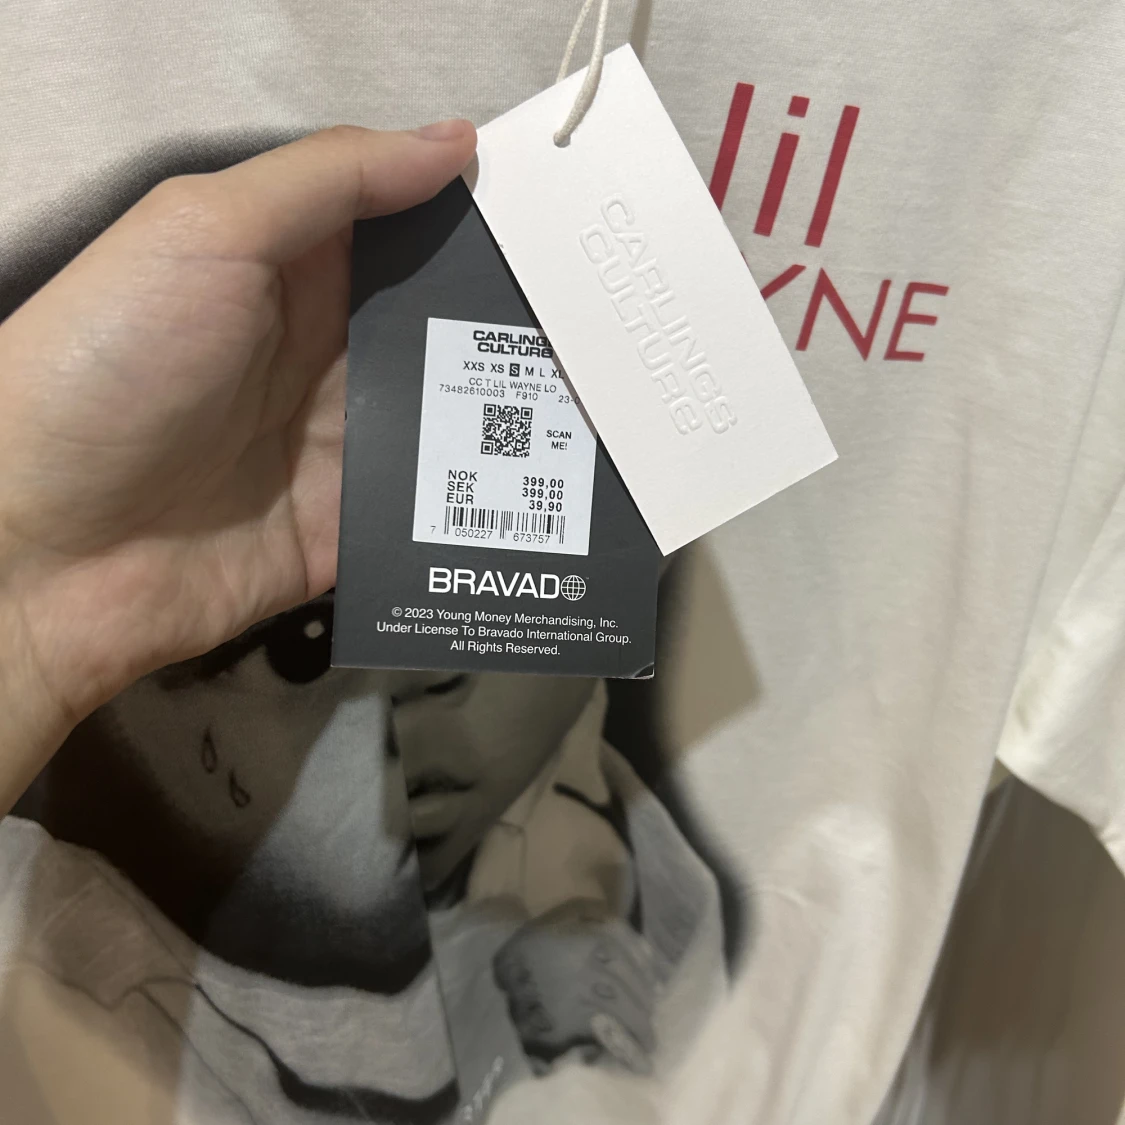 lil
YNE
CARLINGS
CULTURE
CARLINGS
CULTURE
XXS XS S M L XL
CC T LIL WAYNE LO
73482610003 F910 23-0
SCAN
ME!
NOK 399,00
SEK 399,00
EUR 39,90
7 050227 673757
BRAVADO
© 2023 Young Money Merchandising, Inc.
Under License To Bravado International Group.
All Rights Reserved.